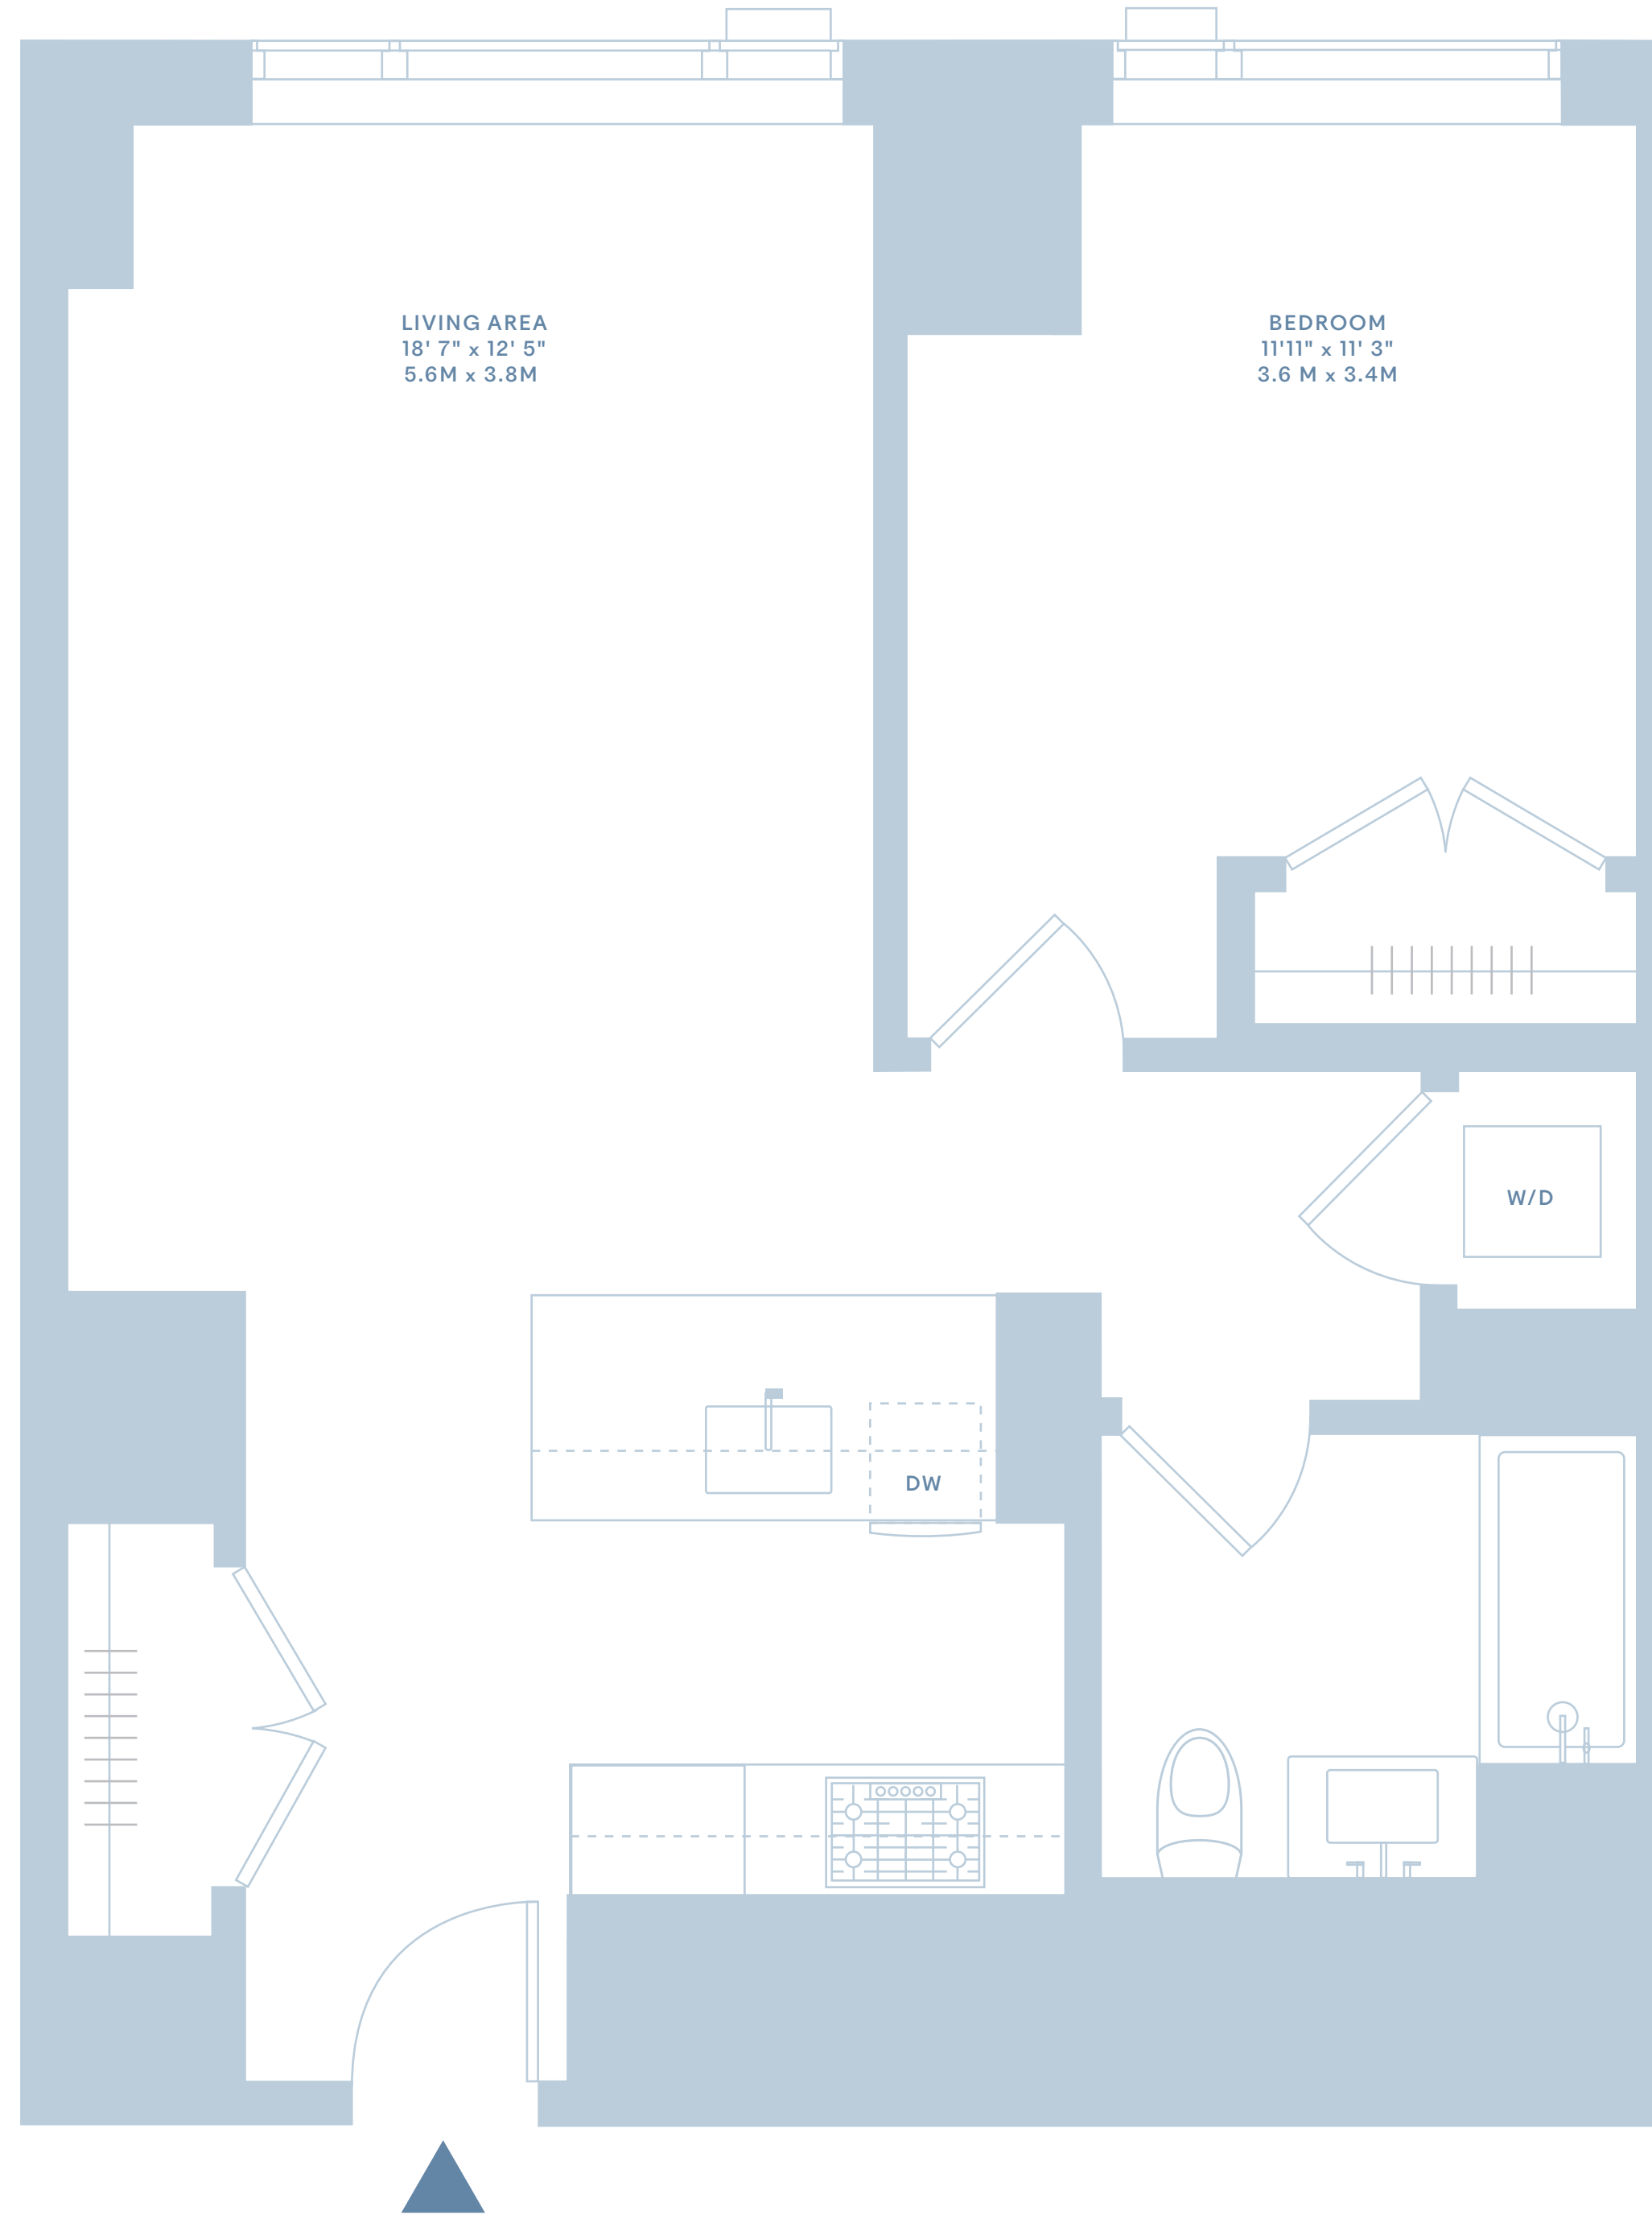 LIVING AREA
18' 7" x 12' 5"
5.6M x 3.8M
BEDROOM
11'11" x 11' 3"
3.6 M x 3.4M
W/D
DW